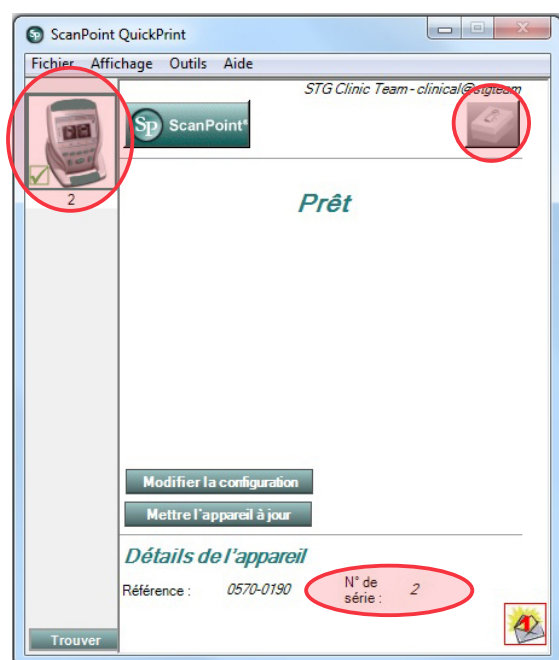 ScanPoint QuickPrint
Fichier Affichage Outils Aide
STG Clinic Team - clinical@stgteam
Sp ScanPoint®
2
Prêt
Modifier la configuration
Mettre l'appareil à jour
Détails de l'appareil
Référence : 0570-0190 N° de série : 2
Trouver